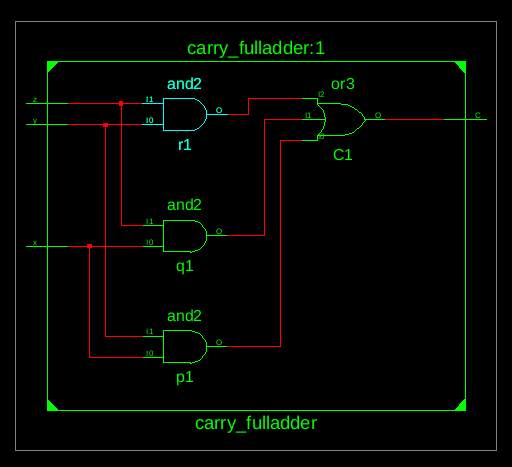 carry_fulladder:1
and2
or3
I2
z
I1
O
I1
O
C
y
I0
I0
r1
C1
and2
I1
O
x
I0
q1
and2
I1
O
I0
p1
carry_fulladder